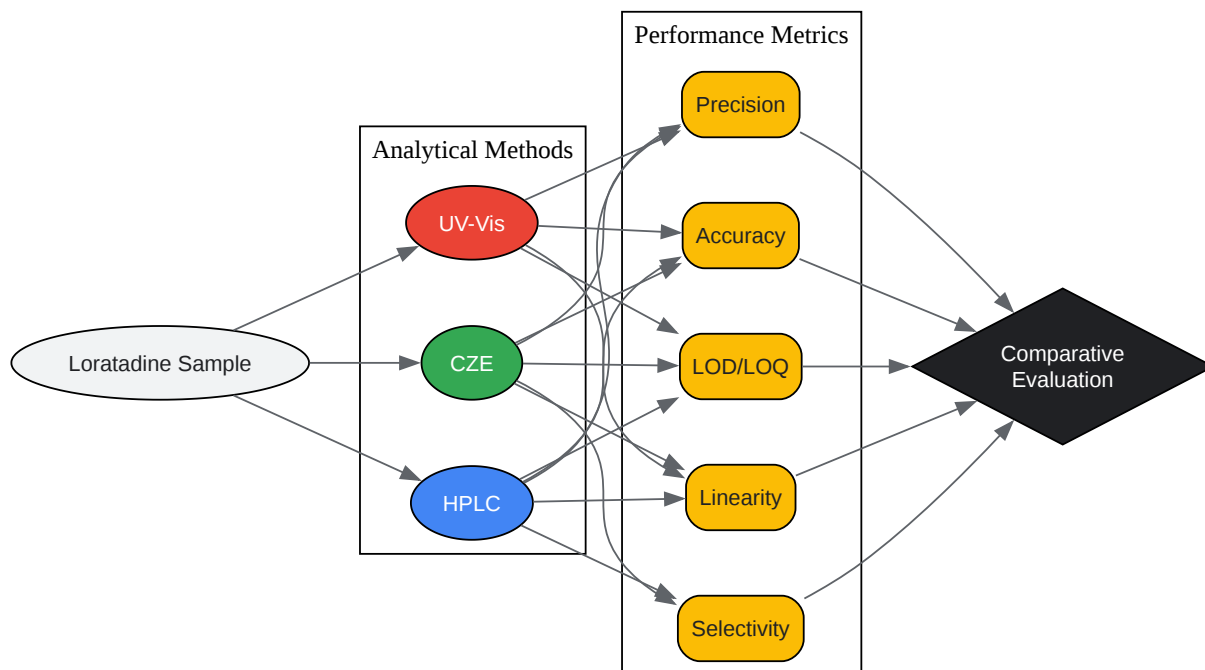 Performance Metrics
Precision
Analytical Methods
UV-Vis
Accuracy
Loratadine Sample
CZE
LOD/LOQ
Comparative
Evaluation
HPLC
Linearity
Selectivity